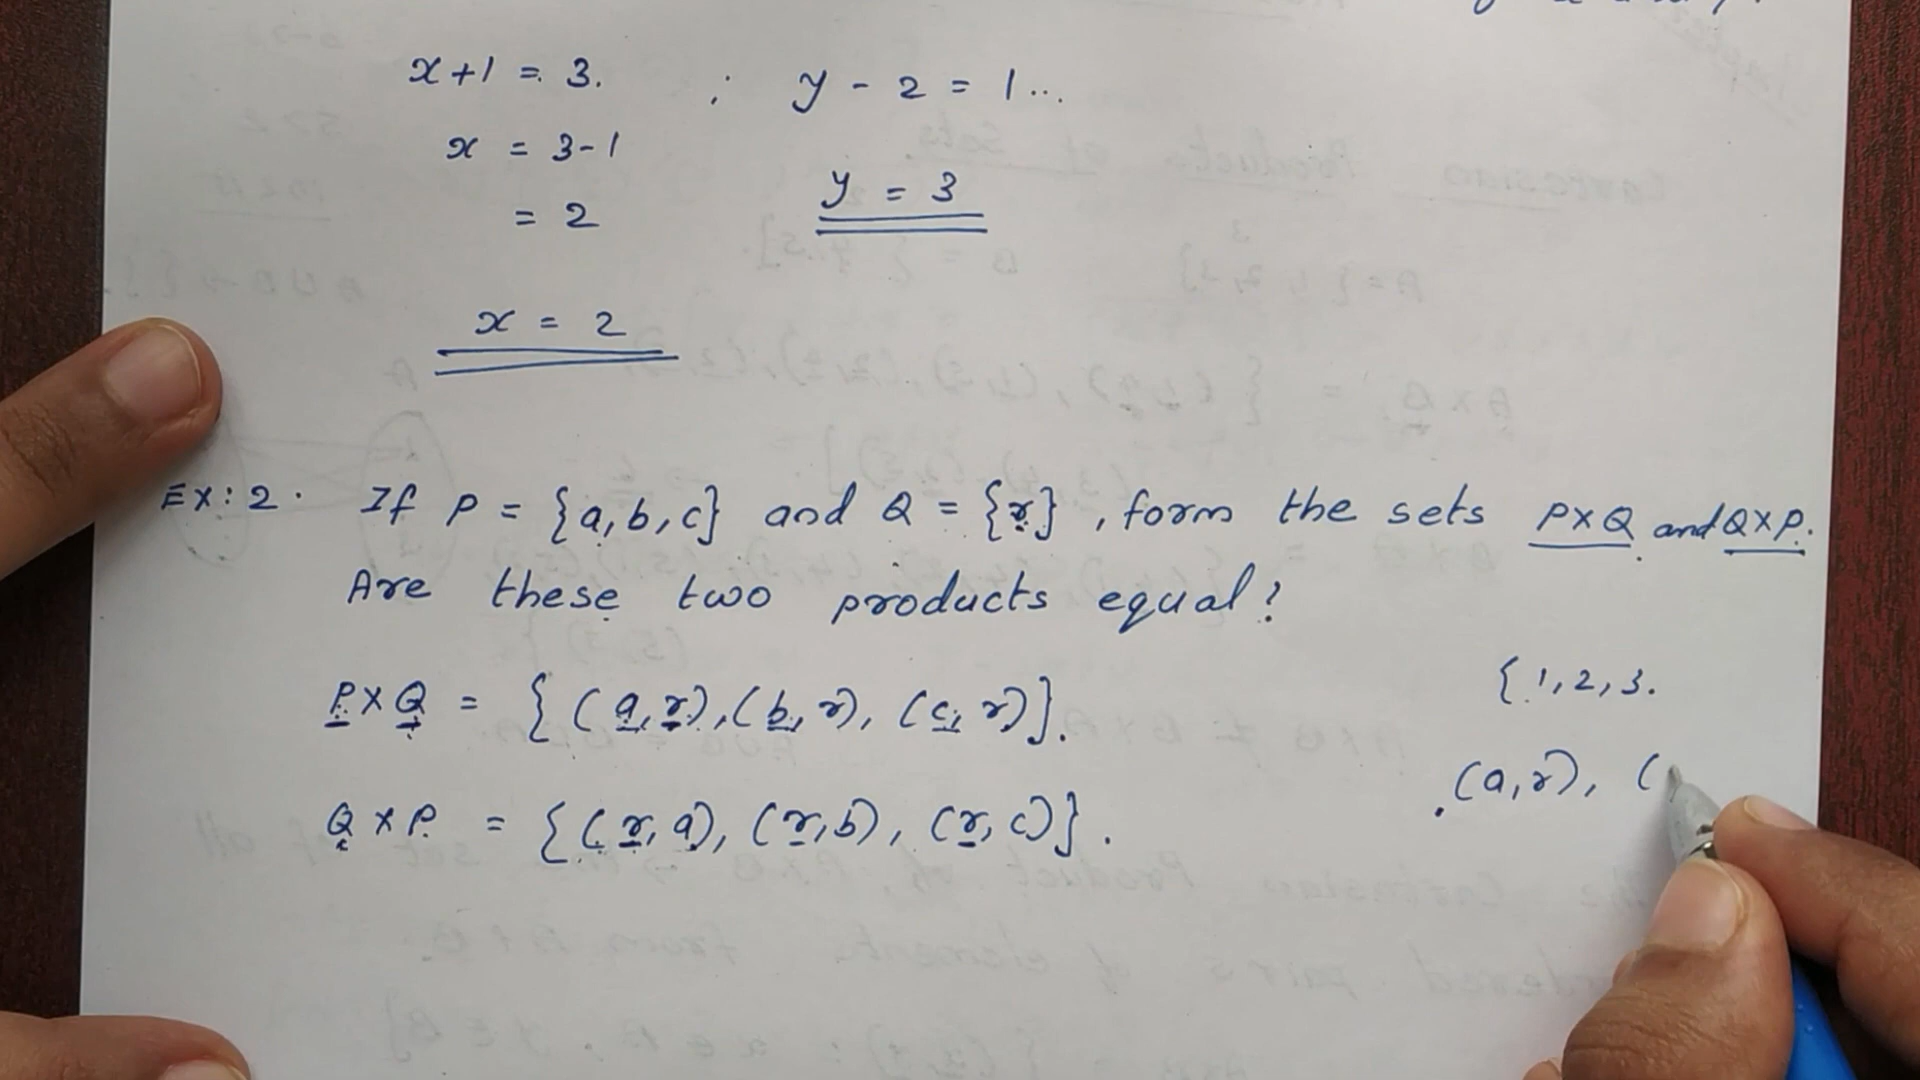 x+1 = 3. ; y - 2 = 1...
x = 3-1
= 2
y = 3
x = 2
Ex: 2. If P = {a, b, c} and Q = {r}, form the sets P×Q and Q×P.
Are these two products equal?
P×Q = {(a, r), (b, r), (c, r)}.
Q×P = {(r, a), (r, b), (r, c)}.
{1, 2, 3.
(a, r), (